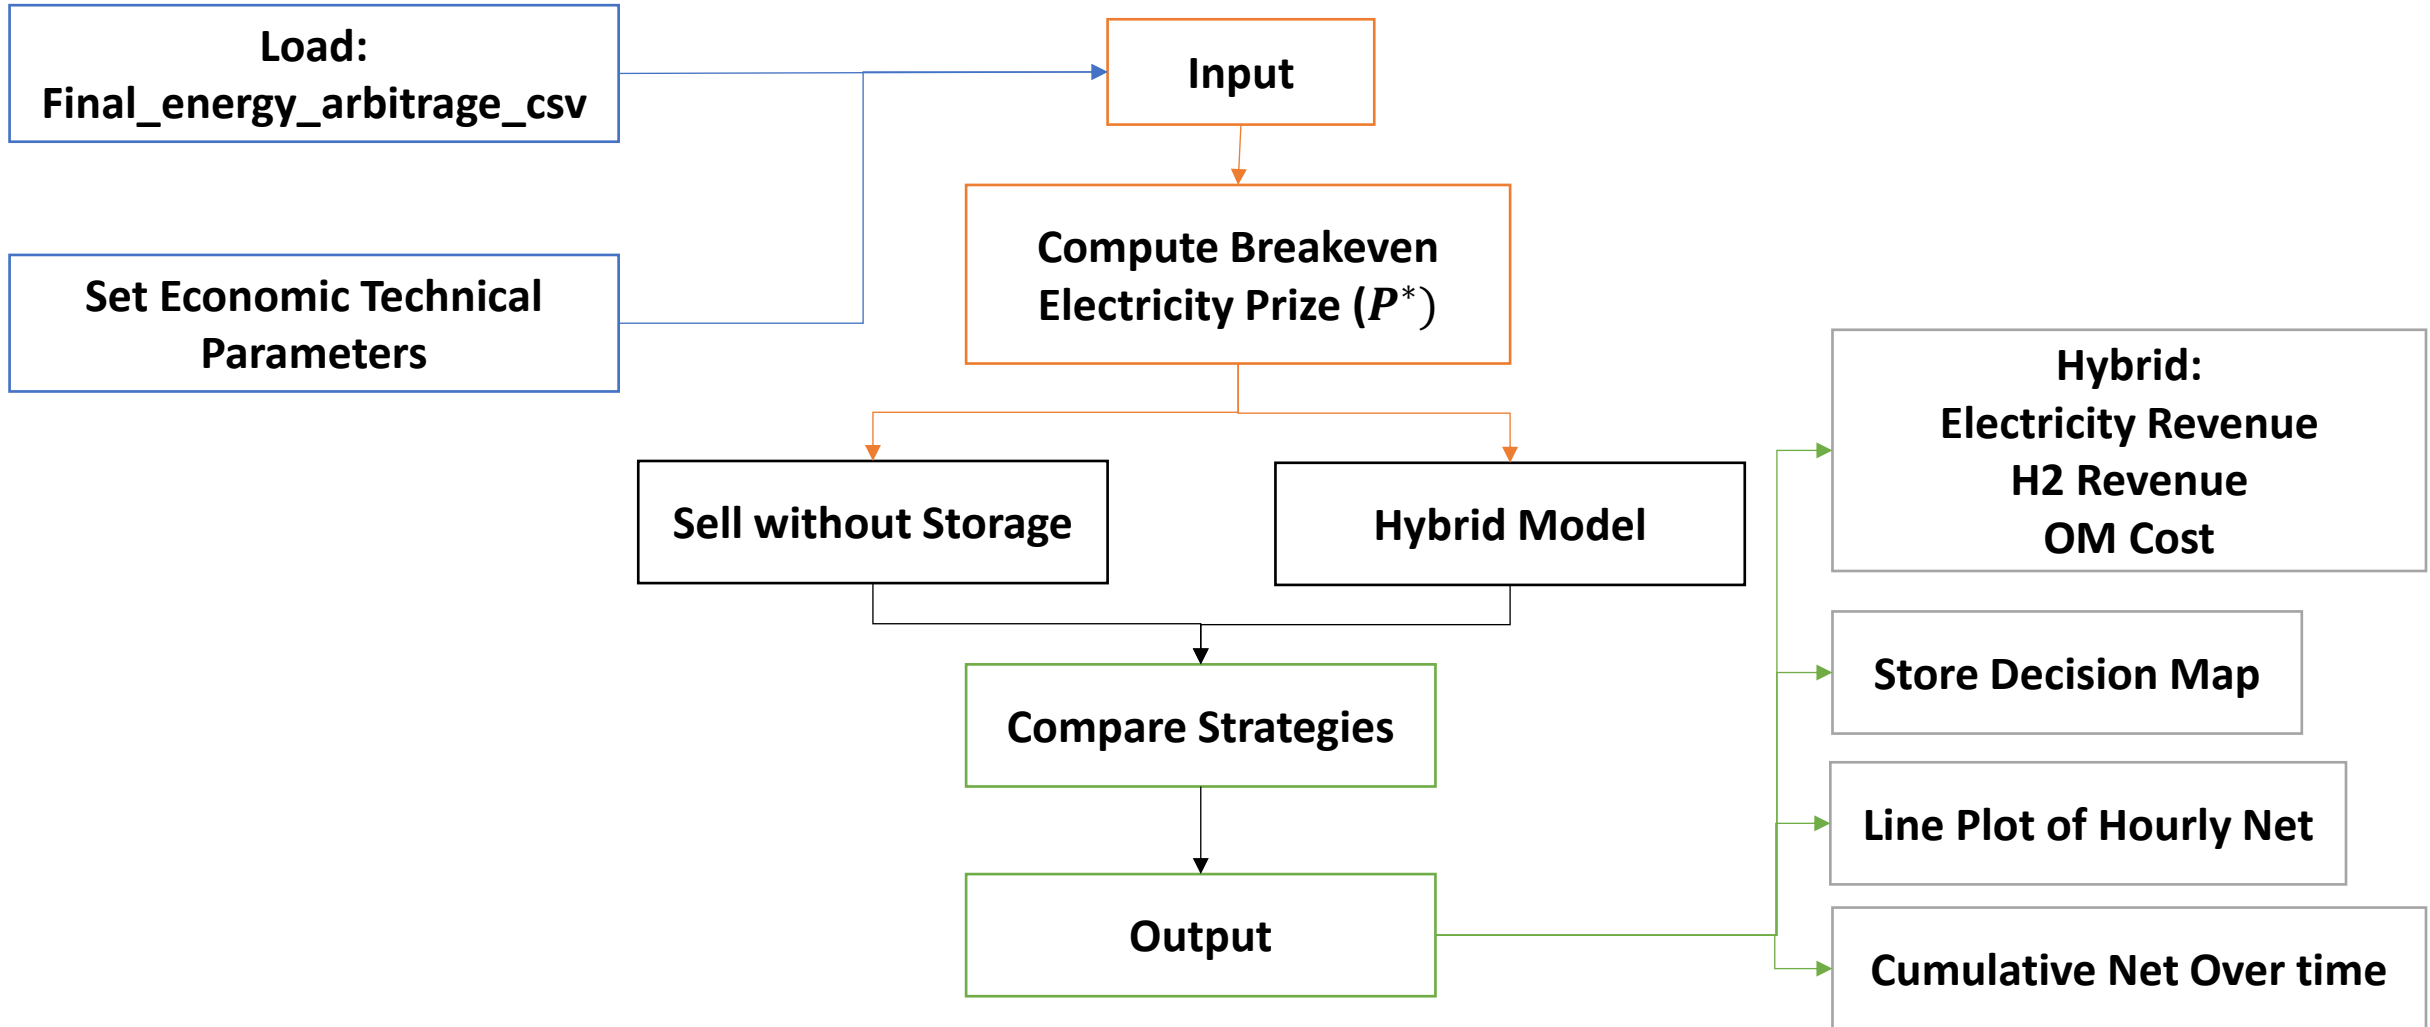 Load:
Final_energy_arbitrage_csv
Input
Set Economic Technical
Parameters
Compute Breakeven
Electricity Prize (P*)
Sell without Storage
Hybrid Model
Compare Strategies
Output
Hybrid:
Electricity Revenue
H2 Revenue
OM Cost
Store Decision Map
Line Plot of Hourly Net
Cumulative Net Over time